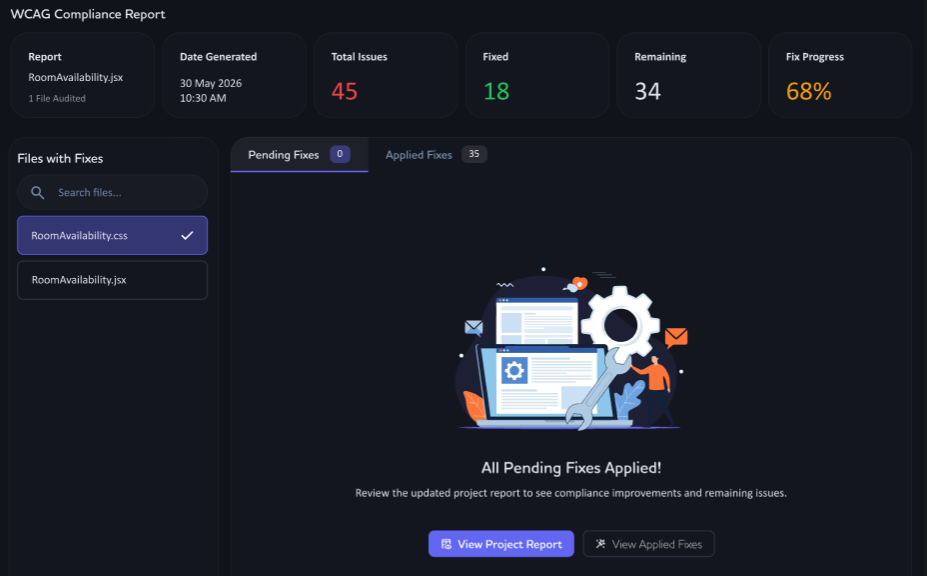 WCAG Compliance Report
Report
RoomAvailability.jsx
1 File Audited
Date Generated
30 May 2026
10:30 AM
Total Issues
45
Fixed
18
Remaining
34
Fix Progress
68%
Files with Fixes
Search files...
RoomAvailability.css
RoomAvailability.jsx
Pending Fixes 0
Applied Fixes 35
All Pending Fixes Applied!
Review the updated project report to see compliance improvements and remaining issues.
View Project Report
View Applied Fixes